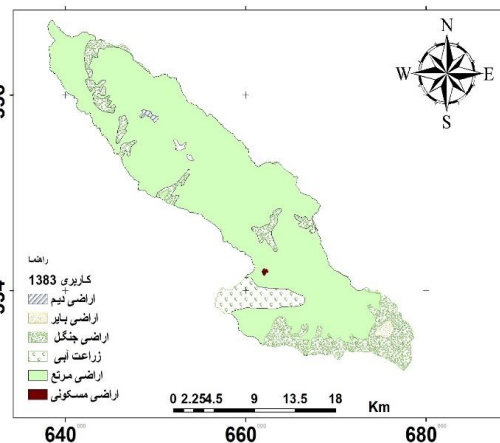 N
W E
S
راهنما
کاربری 1383
اراضی دیم
اراضی بایر
اراضی جنگل
زراعت آبی
اراضی مرتع
اراضی مسکونی
0 2.254.5 9 13.5 18
Km
640 660 680